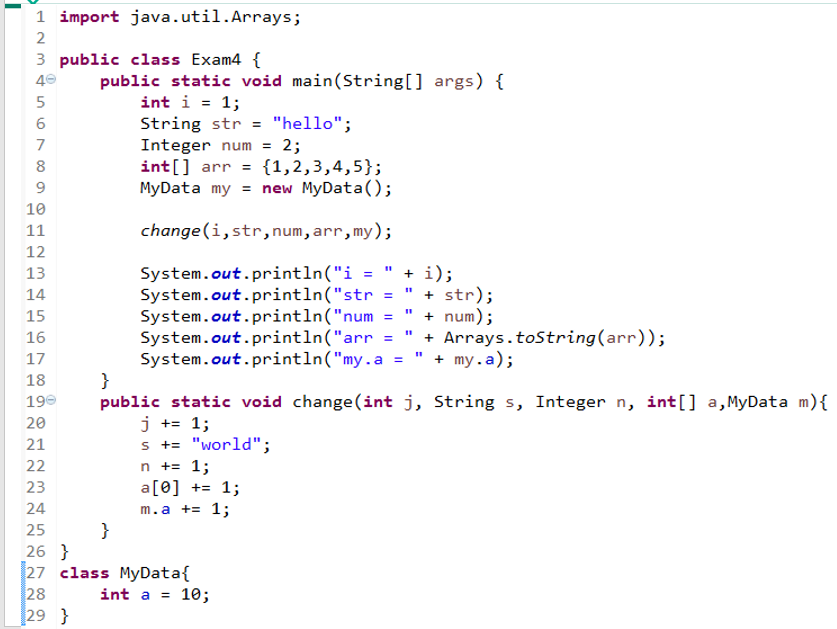 1 import java.util.Arrays;
2
3 public class Exam4 {
4 public static void main(String[] args) {
5 int i = 1;
6 String str = "hello";
7 Integer num = 2;
8 int[] arr = {1,2,3,4,5};
9 MyData my = new MyData();
10
11 change(i,str,num,arr,my);
12
13 System.out.println("i = " + i);
14 System.out.println("str = " + str);
15 System.out.println("num = " + num);
16 System.out.println("arr = " + Arrays.toString(arr));
17 System.out.println("my.a = " + my.a);
18 }
19 public static void change(int j, String s, Integer n, int[] a,MyData m){
20 j += 1;
21 s += "world";
22 n += 1;
23 a[0] += 1;
24 m.a += 1;
25 }
26 }
27 class MyData{
28 int a = 10;
29 }